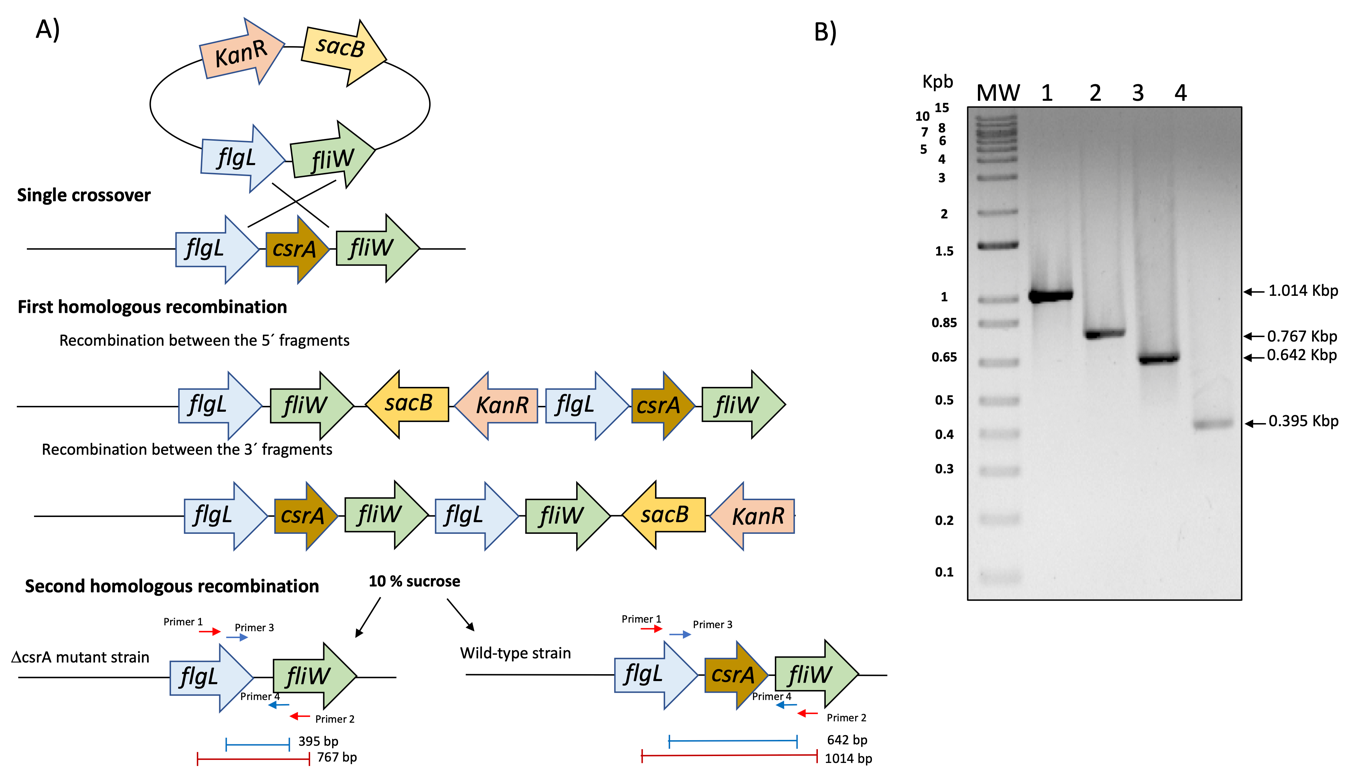 A)
KanR
sacB
flgL
fliW
Single crossover
flgL
csrA
fliW
First homologous recombination
Recombination between the 5´ fragments
flgL
fliW
sacB
KanR
flgL
csrA
fliW
Recombination between the 3´ fragments
flgL
csrA
fliW
flgL
fliW
sacB
KanR
Second homologous recombination
10 % sucrose
Primer 1
Primer 3
ΔcsrA mutant strain
flgL
fliW
Primer 4
Primer 2
395 bp
767 bp
Primer 1
Primer 3
Wild-type strain
flgL
csrA
fliW
Primer 4
Primer 2
642 bp
1014 bp
B)
Kpb
MW 1 2 3 4
15
10
8
7
6
5
4
3
2
1.5
1
0.85
0.65
0.5
0.4
0.3
0.2
0.1
1.014 Kbp
0.767 Kbp
0.642 Kbp
0.395 Kbp